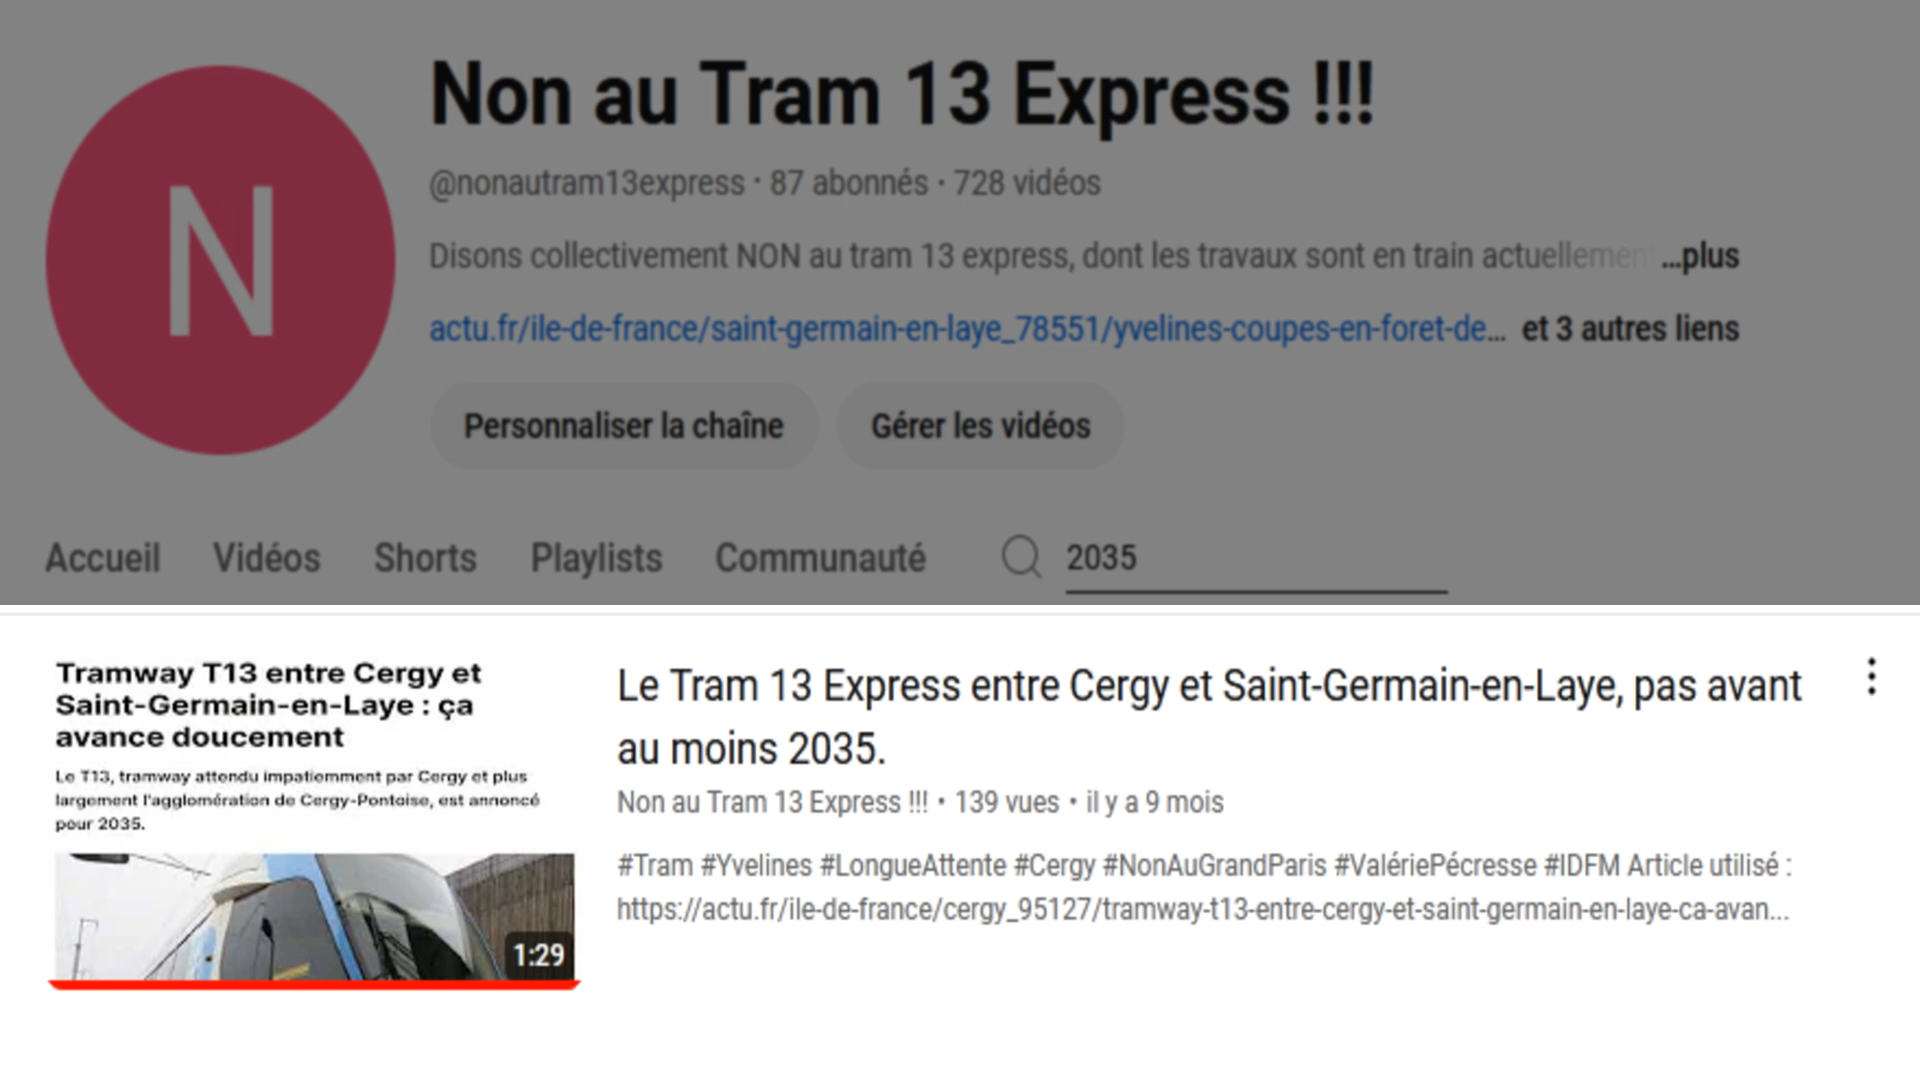 N
Non au Tram 13 Express !!!
@nonautram13express · 87 abonnés · 728 vidéos
Disons collectivement NON au tram 13 express, dont les travaux sont en train actuellement ...plus
actu.fr/ile-de-france/saint-germain-en-laye_78551/yvelines-coupes-en-foret-de... et 3 autres liens
Personnaliser la chaîne Gérer les vidéos
Accueil Vidéos Shorts Playlists Communauté 2035
Tramway T13 entre Cergy et
Saint-Germain-en-Laye : ça
avance doucement
Le T13, tramway attendu impatiemment par Cergy et plus
largement l'agglomération de Cergy-Pontoise, est annoncé
pour 2035.
1:29
Le Tram 13 Express entre Cergy et Saint-Germain-en-Laye, pas avant
au moins 2035.
Non au Tram 13 Express !!! • 139 vues • il y a 9 mois
#Tram #Yvelines #LongueAttente #Cergy #NonAuGrandParis #ValériePécresse #IDFM Article utilisé :
https://actu.fr/ile-de-france/cergy_95127/tramway-t13-entre-cergy-et-saint-germain-en-laye-ca-avan...